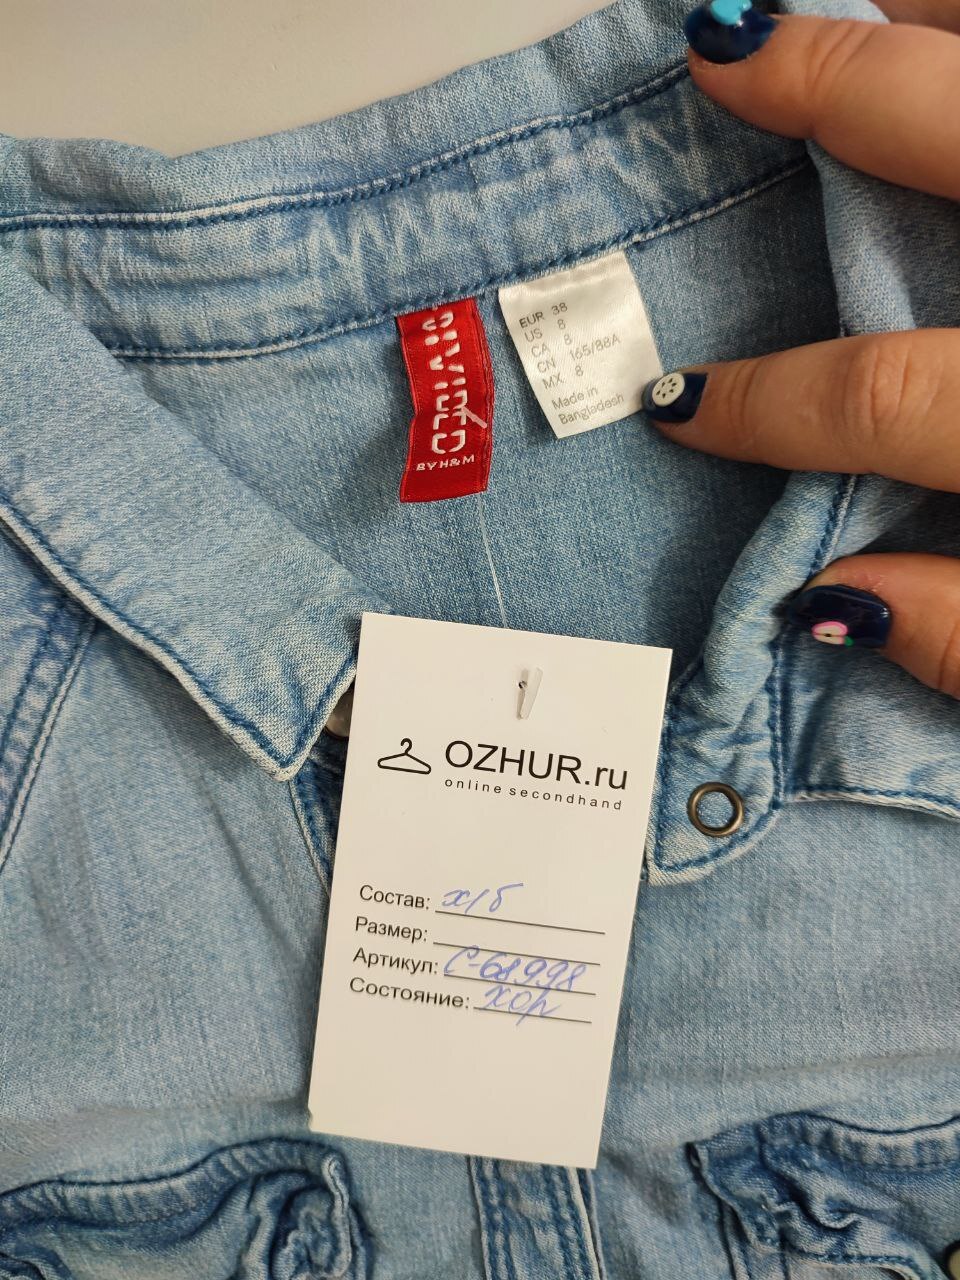 DIVIDED
BY H&M
EUR 38
US 8
CA 8
CN 165/88A
MX 8
Made in
Bangladesh
OZHUR.ru
online secondhand
Состав: х/б
Размер:
Артикул: С-68998
Состояние: хор